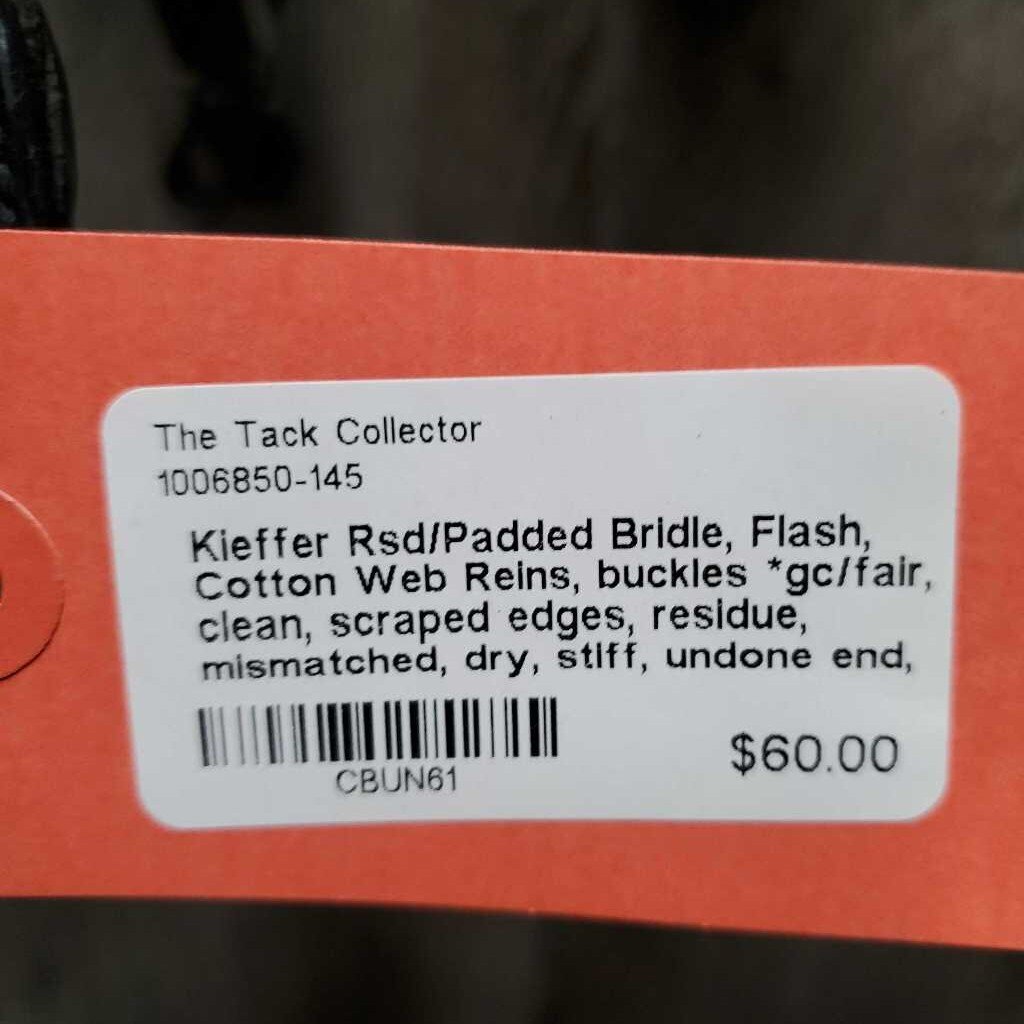 The Tack Collector
1006850-145
Kieffer Rsd/Padded Bridle, Flash,
Cotton Web Reins, buckles *gc/fair,
clean, scraped edges, residue,
mismatched, dry, stiff, undone end,
CBUN61
$60.00